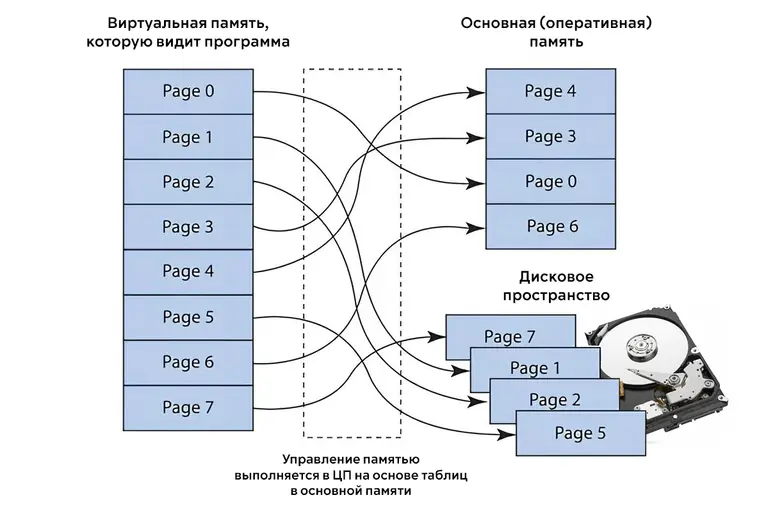 Виртуальная память,
которую видит программа
Page 0
Page 1
Page 2
Page 3
Page 4
Page 5
Page 6
Page 7
Основная (оперативная)
память
Page 4
Page 3
Page 0
Page 6
Дисковое
пространство
Page 7
Page 1
Page 2
Page 5
Управление памятью
выполняется в ЦП на основе таблиц
в основной памяти